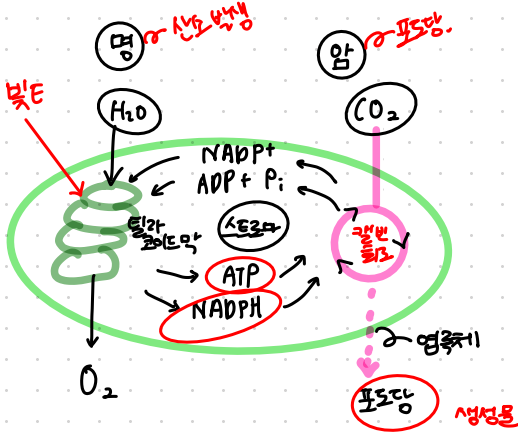 명 산소 발생
암 포도당.
빛E
H2O
CO2
NADP+
ADP + Pi
틸라
코이드막
스트로마
캘빈
회로
ATP
NADPH
엽록체
O2
포도당
생성물